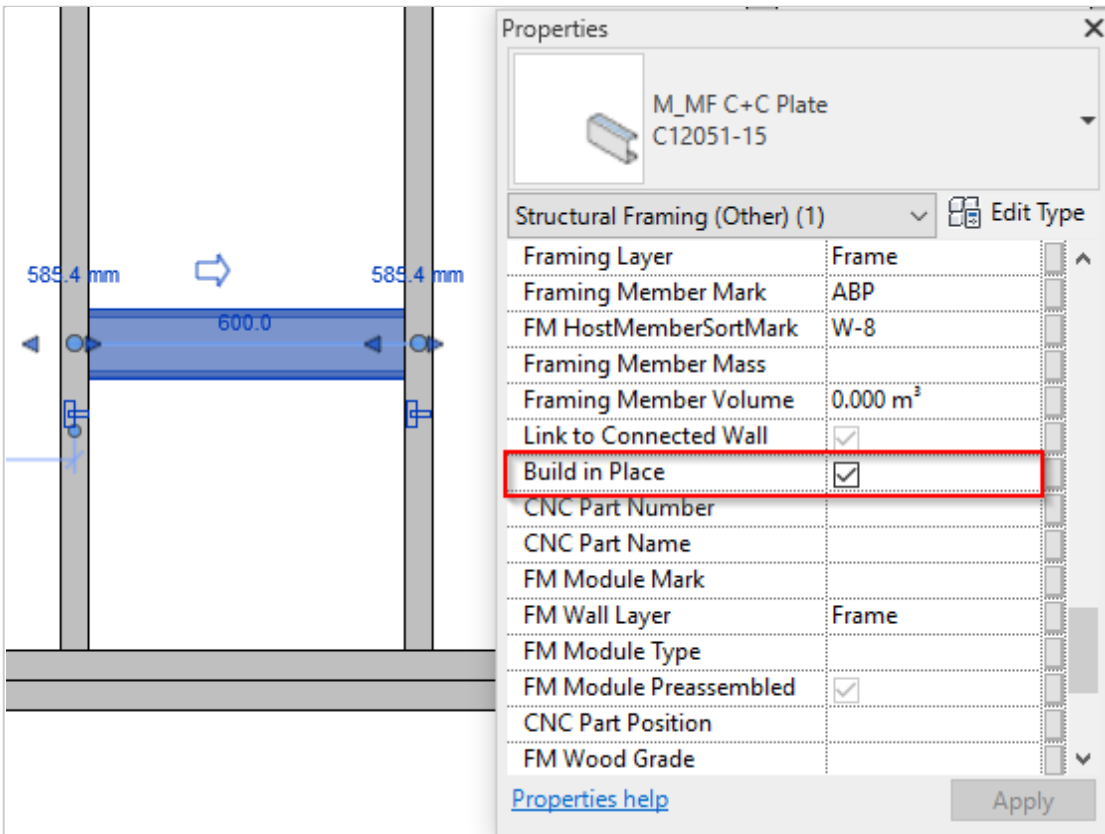 585.4 mm
585.4 mm
600.0
Properties
M_MF C+C Plate
C12051-15
Structural Framing (Other) (1)
Edit Type
Framing Layer Frame
Framing Member Mark ABP
FM HostMemberSortMark W-8
Framing Member Mass
Framing Member Volume 0.000 m³
Link to Connected Wall
Build in Place
CNC Part Number
CNC Part Name
FM Module Mark
FM Wall Layer Frame
FM Module Type
FM Module Preassembled
CNC Part Position
FM Wood Grade
Properties help
Apply